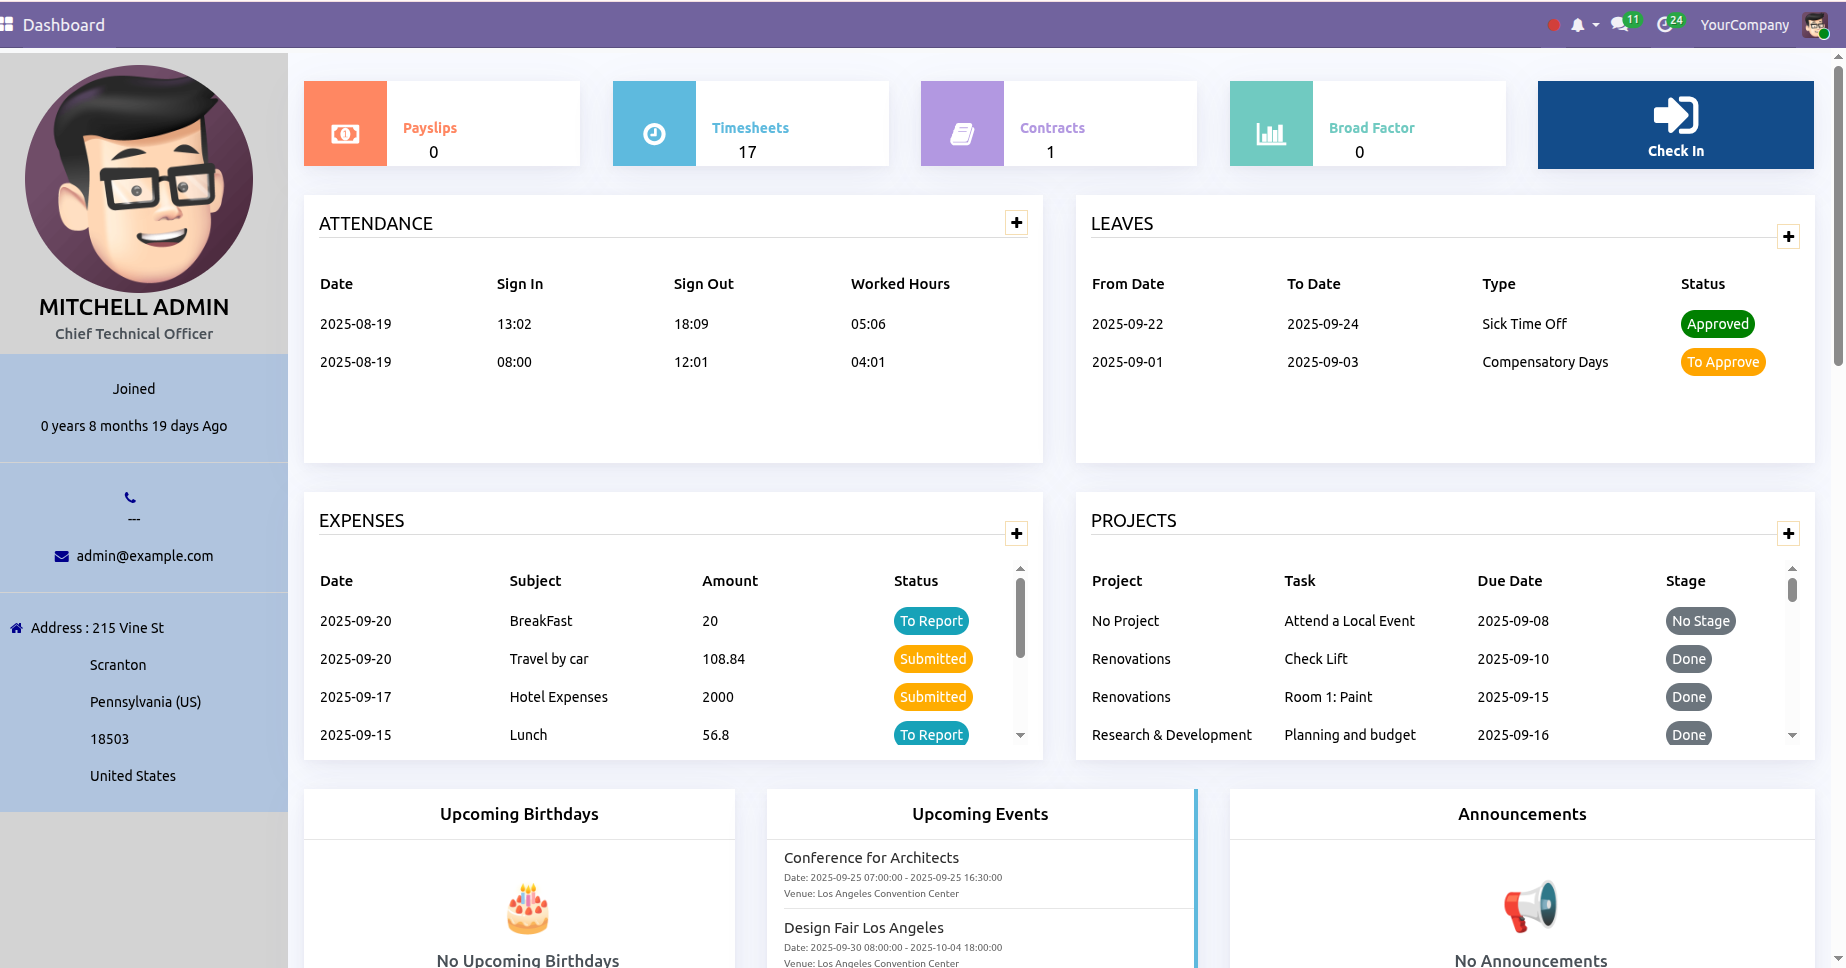 Dashboard
11
24
YourCompany
MITCHELL ADMIN
Chief Technical Officer
Joined
0 years 8 months 19 days Ago
---
admin@example.com
Address : 215 Vine St
Scranton
Pennsylvania (US)
18503
United States
Payslips
0
Timesheets
17
Contracts
1
Broad Factor
0
Check In
ATTENDANCE
Date Sign In Sign Out Worked Hours
2025-08-19 13:02 18:09 05:06
2025-08-19 08:00 12:01 04:01
LEAVES
From Date To Date Type Status
2025-09-22 2025-09-24 Sick Time Off Approved
2025-09-01 2025-09-03 Compensatory Days To Approve
EXPENSES
Date Subject Amount Status
2025-09-20 BreakFast 20 To Report
2025-09-20 Travel by car 108.84 Submitted
2025-09-17 Hotel Expenses 2000 Submitted
2025-09-15 Lunch 56.8 To Report
PROJECTS
Project Task Due Date Stage
No Project Attend a Local Event 2025-09-08 No Stage
Renovations Check Lift 2025-09-10 Done
Renovations Room 1: Paint 2025-09-15 Done
Research & Development Planning and budget 2025-09-16 Done
Upcoming Birthdays
No Upcoming Birthdays
Upcoming Events
Conference for Architects
Date: 2025-09-25 07:00:00 - 2025-09-25 16:30:00
Venue: Los Angeles Convention Center
Design Fair Los Angeles
Date: 2025-09-30 08:00:00 - 2025-10-04 18:00:00
Venue: Los Angeles Convention Center
Announcements
No Announcements